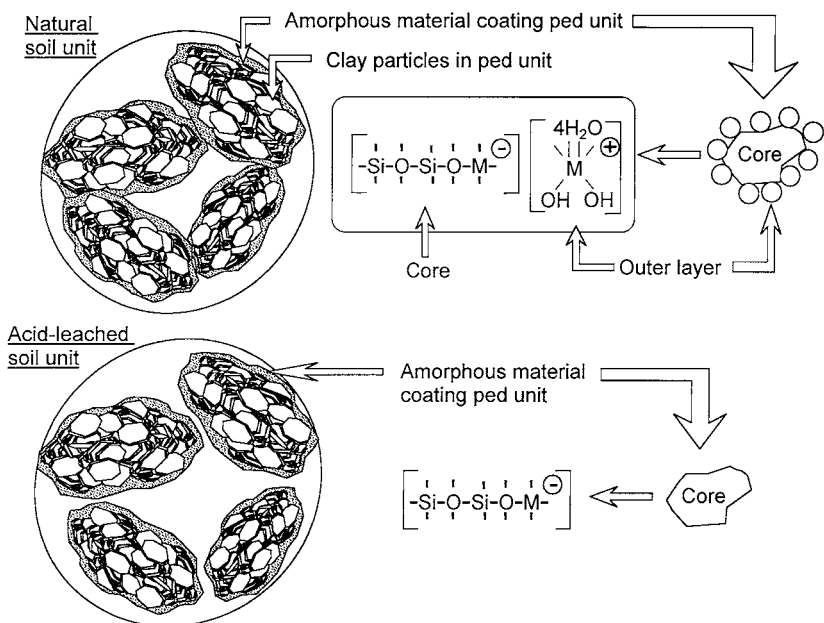 Natural
soil unit
Amorphous material coating ped unit
Clay particles in ped unit
-Si-O-Si-O-M- ⊖
4H₂O
⊕
M
OH OH
Core
Core
Outer layer
Acid-leached
soil unit
Amorphous material
coating ped unit
-Si-O-Si-O-M- ⊖
Core